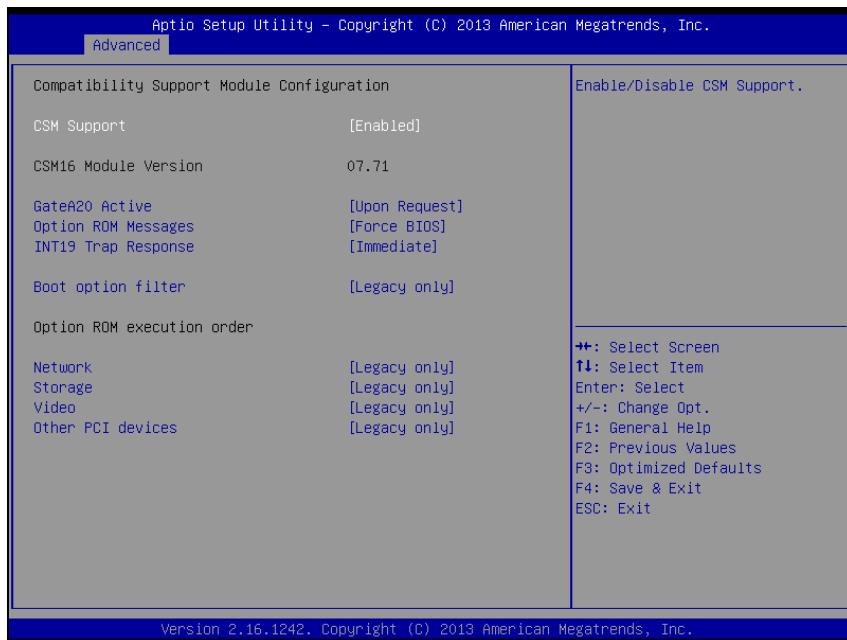 Aptio Setup Utility – Copyright (C) 2013 American Megatrends, Inc.
Advanced
Compatibility Support Module Configuration
CSM Support [Enabled]
CSM16 Module Version 07.71
GateA20 Active [Upon Request]
Option ROM Messages [Force BIOS]
INT19 Trap Response [Immediate]
Boot option filter [Legacy only]
Option ROM execution order
Network [Legacy only]
Storage [Legacy only]
Video [Legacy only]
Other PCI devices [Legacy only]
Enable/Disable CSM Support.
→←: Select Screen
↑↓: Select Item
Enter: Select
+/-: Change Opt.
F1: General Help
F2: Previous Values
F3: Optimized Defaults
F4: Save & Exit
ESC: Exit
Version 2.16.1242. Copyright (C) 2013 American Megatrends, Inc.